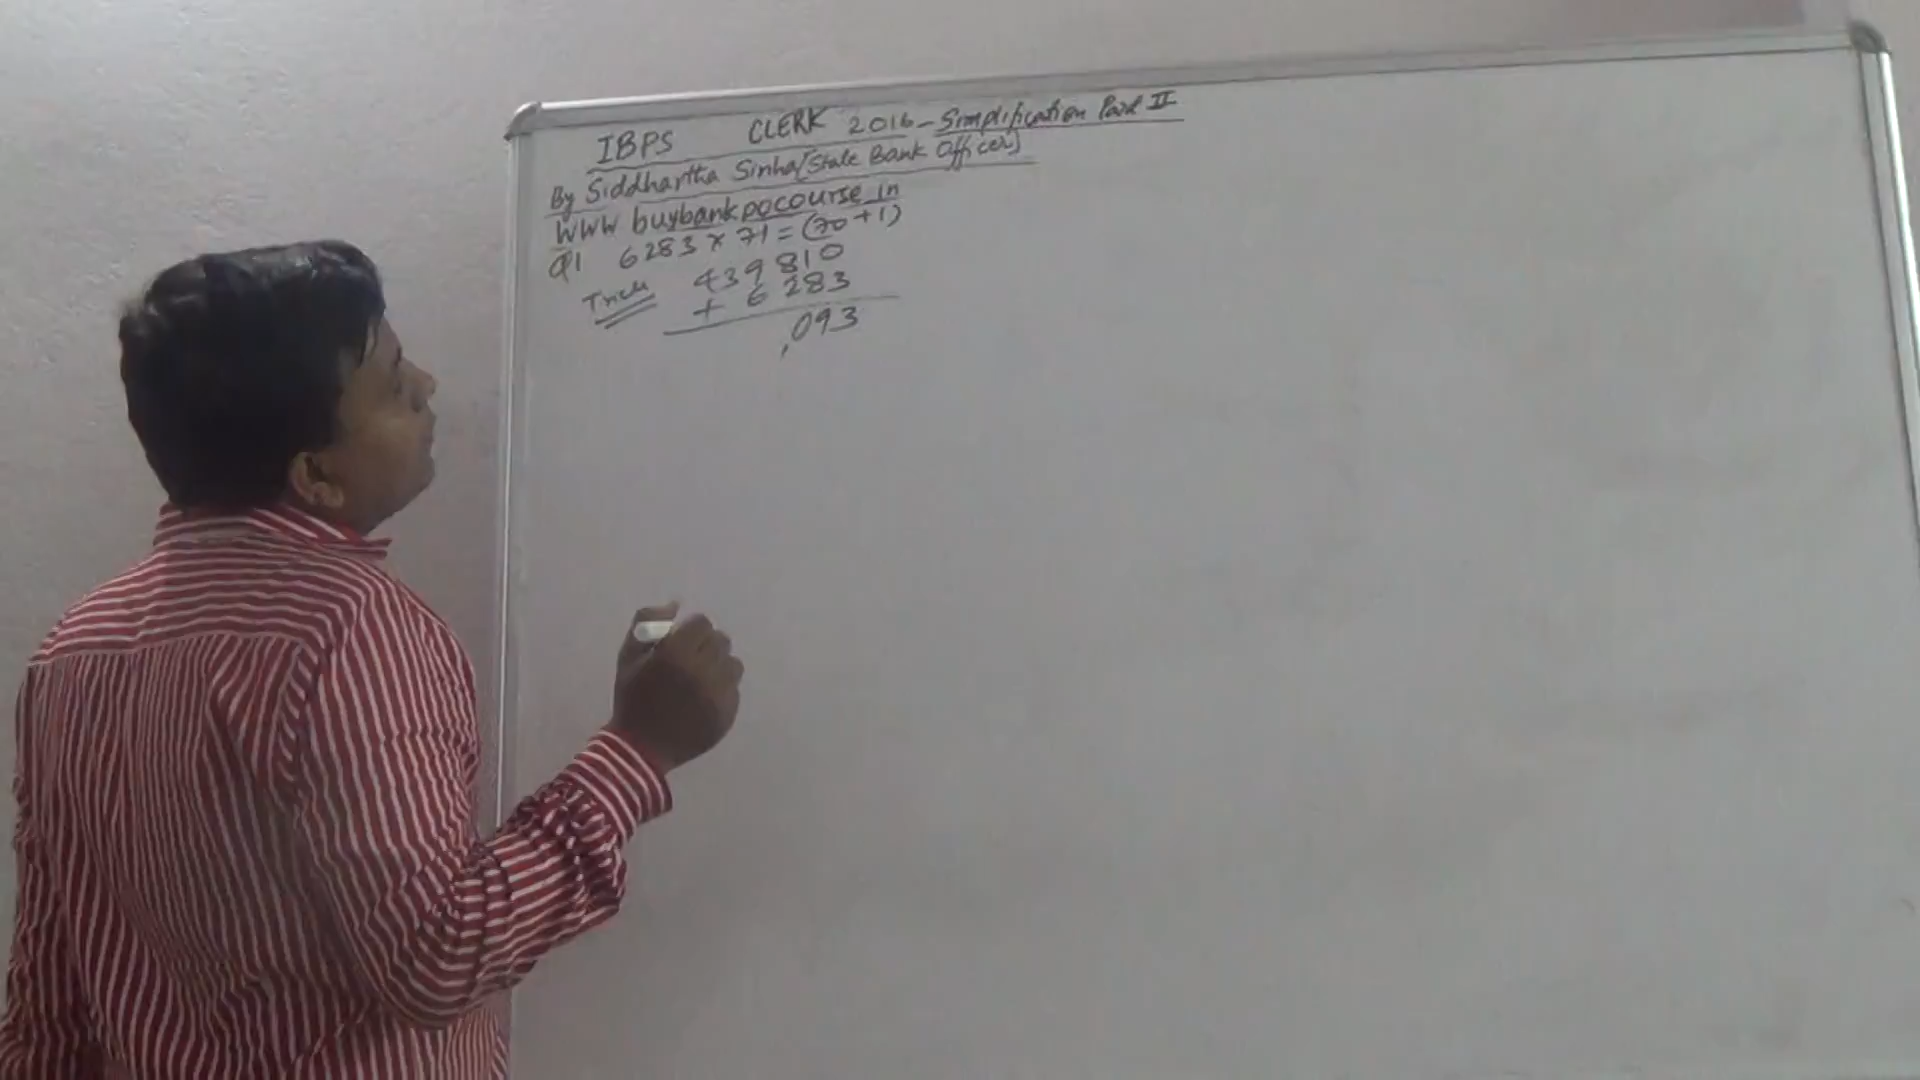 IBPS CLERK 2016 - Simplification Part II
By Siddhartha Sinha [State Bank Officer]
WWW buybankpocourse.in
Q1 6283 x 71 = (70 + 1)
Trick 439810
+ 6283
,093